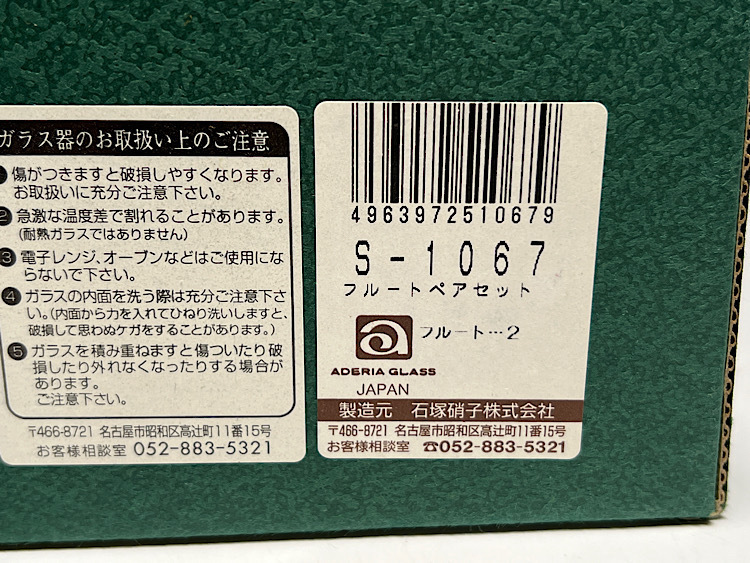 ガラス器のお取扱い上のご注意
傷がつきますと破損しやすくなります。
お取扱いに充分ご注意下さい。
2 急激な温度差で割れることがあります。
(耐熱ガラスではありません)
3 電子レンジ、オーブンなどはご使用にな
らないで下さい。
4 ガラスの内面を洗う際は充分ご注意下さ
い。(内面から力を入れてひねり洗いしますと、
破損して思わぬケガをすることがあります。)
5 ガラスを積み重ねますと傷ついたり破
損したり外れなくなったりする場合が
あります。
ご注意下さい。
〒466-8721 名古屋市昭和区高辻町11番15号
お客様相談室 052-883-5321
4963972510679
S-1067
フルートペアセット
フルート…2
ADERIA GLASS
JAPAN
製造元 石塚硝子株式会社
〒466-8721 名古屋市昭和区高辻町11番15号
お客様相談室 ☎052-883-5321